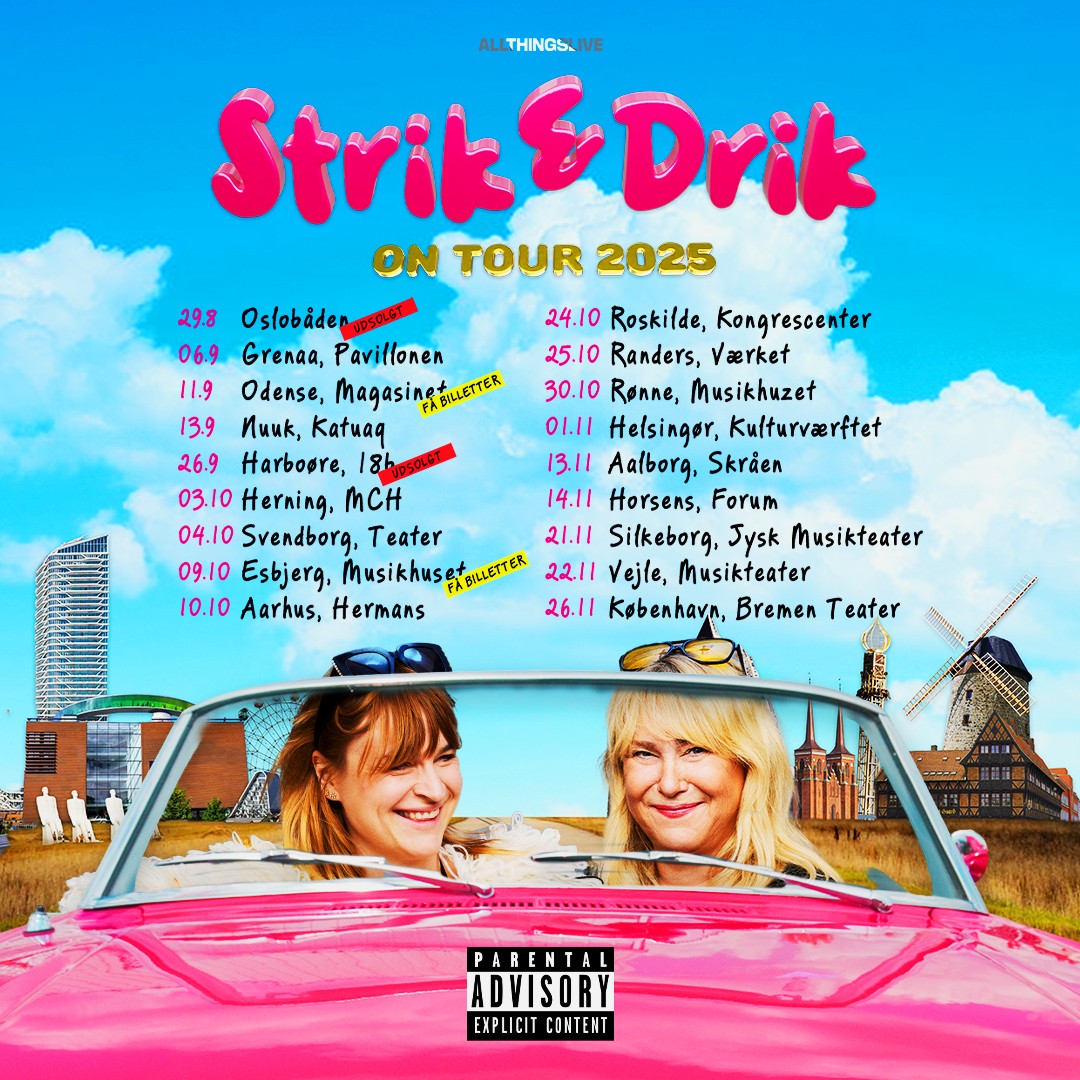 ALLTHINGSLIVE
Strik & Drik
ON TOUR 2025
29.8 Oslobåden UDSOLGT
06.9 Grenaa, Pavillonen
11.9 Odense, Magasinet FÅ BILLETTER
13.9 Nuuk, Katuaq
26.9 Harboøre, 18b UDSOLGT
03.10 Herning, MCH
04.10 Svendborg, Teater
09.10 Esbjerg, Musikhuset FÅ BILLETTER
10.10 Aarhus, Hermans
24.10 Roskilde, Kongrescenter
25.10 Randers, Værket
30.10 Rønne, Musikhuzet
01.11 Helsingør, Kulturværftet
13.11 Aalborg, Skråen
14.11 Horsens, Forum
21.11 Silkeborg, Jysk Musikteater
22.11 Vejle, Musikteater
26.11 København, Bremen Teater
PARENTAL
ADVISORY
EXPLICIT CONTENT